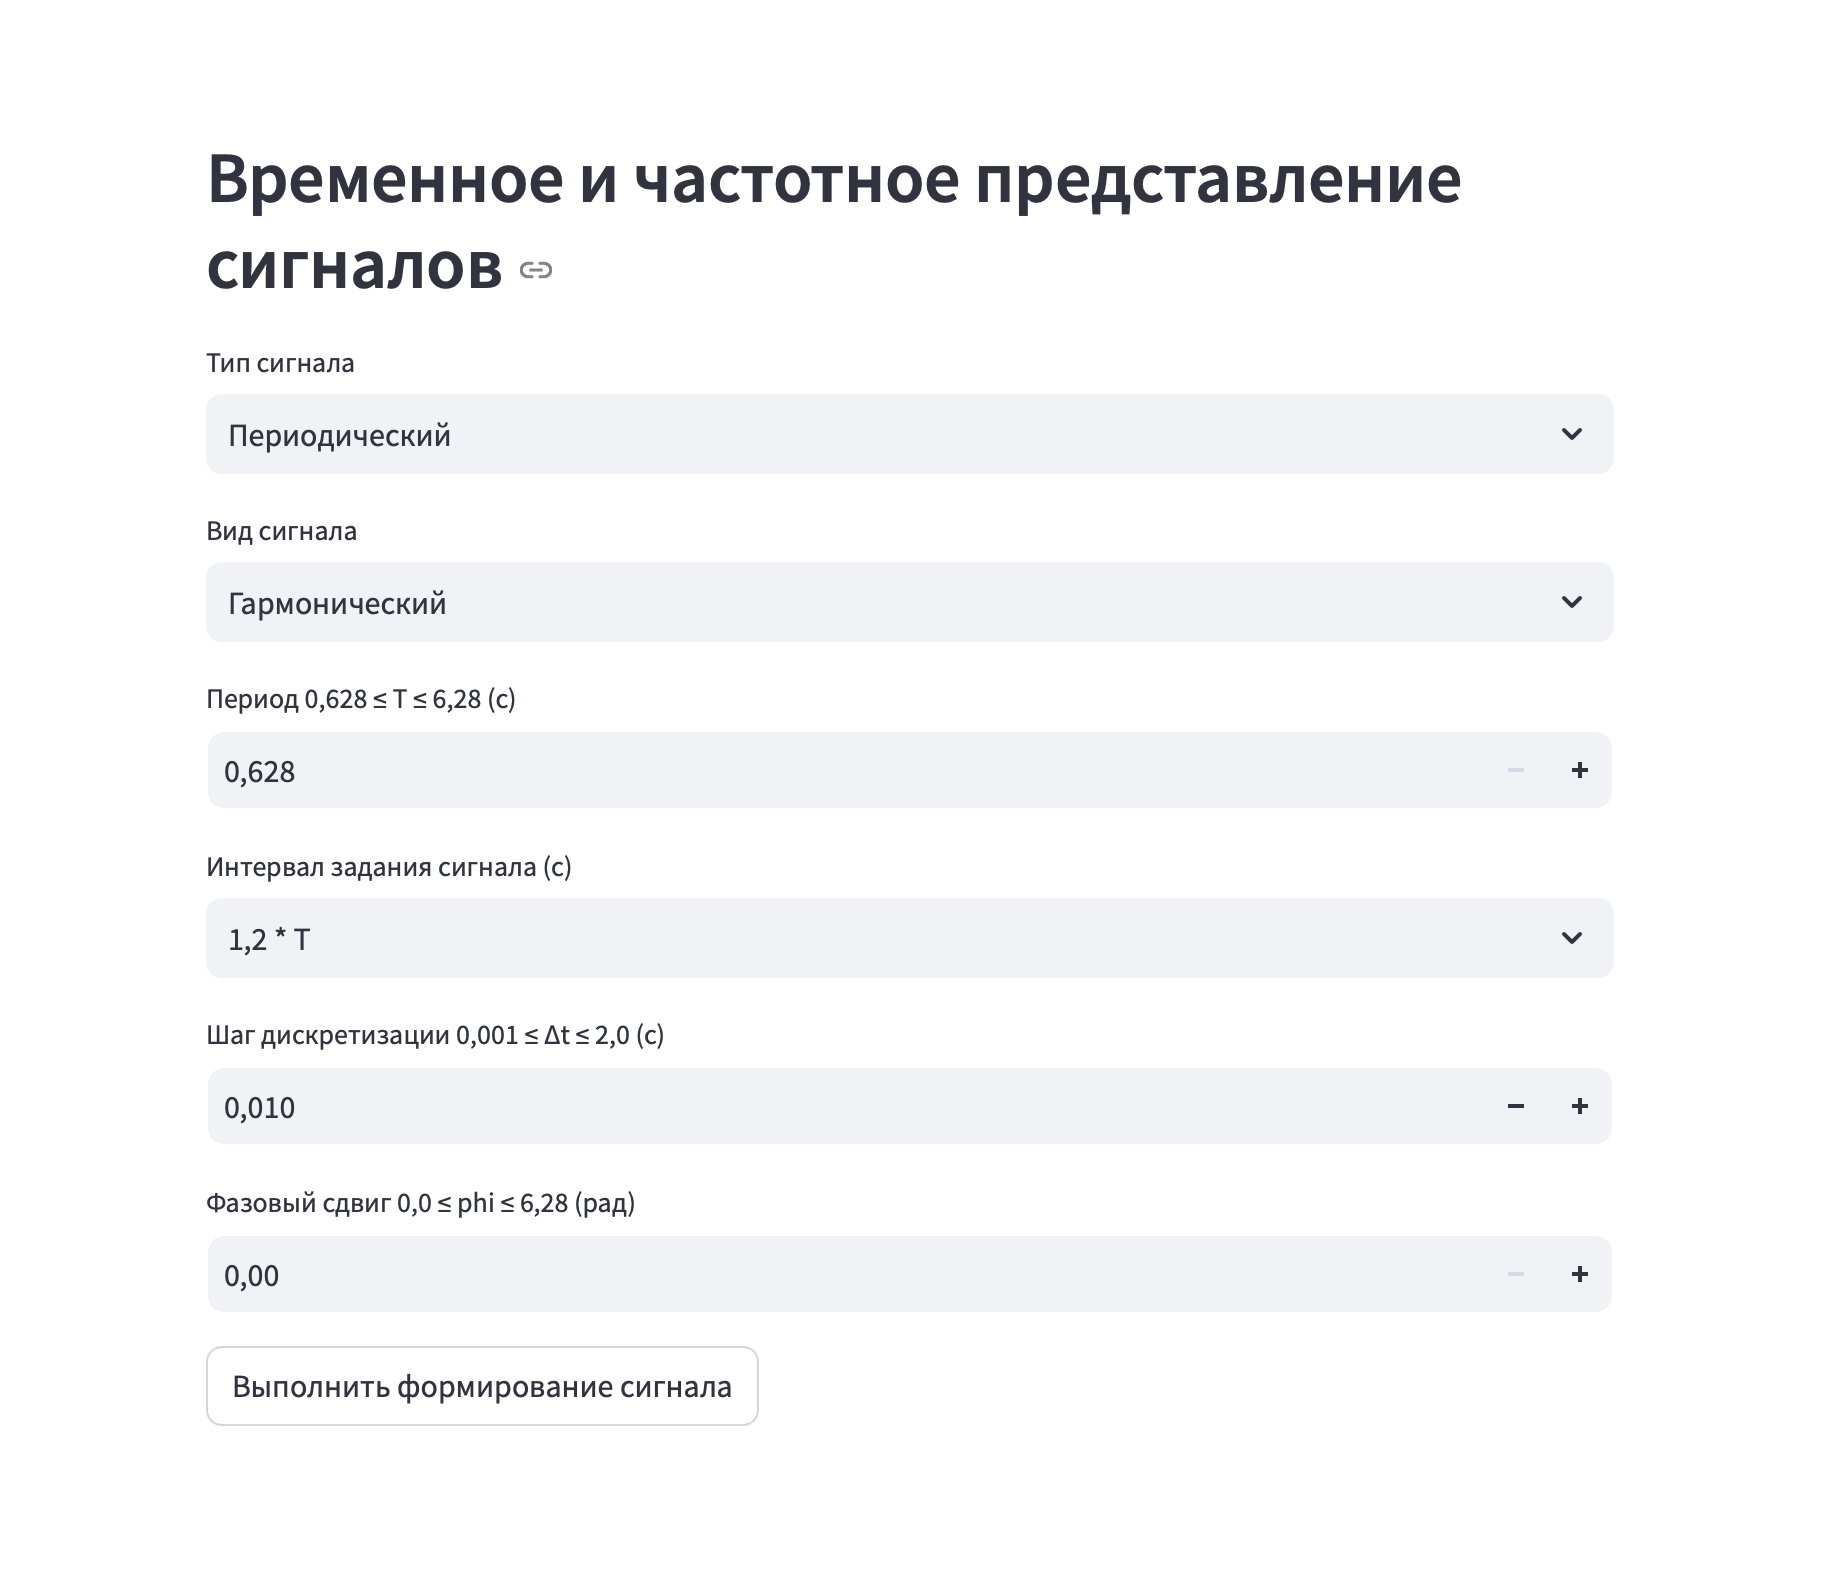 Временное и частотное представление
сигналов
Тип сигнала
Периодический
Вид сигнала
Гармонический
Период 0,628 ≤ T ≤ 6,28 (с)
0,628
Интервал задания сигнала (с)
1,2 * T
Шаг дискретизации 0,001 ≤ Δt ≤ 2,0 (с)
0,010
Фазовый сдвиг 0,0 ≤ phi ≤ 6,28 (рад)
0,00
Выполнить формирование сигнала